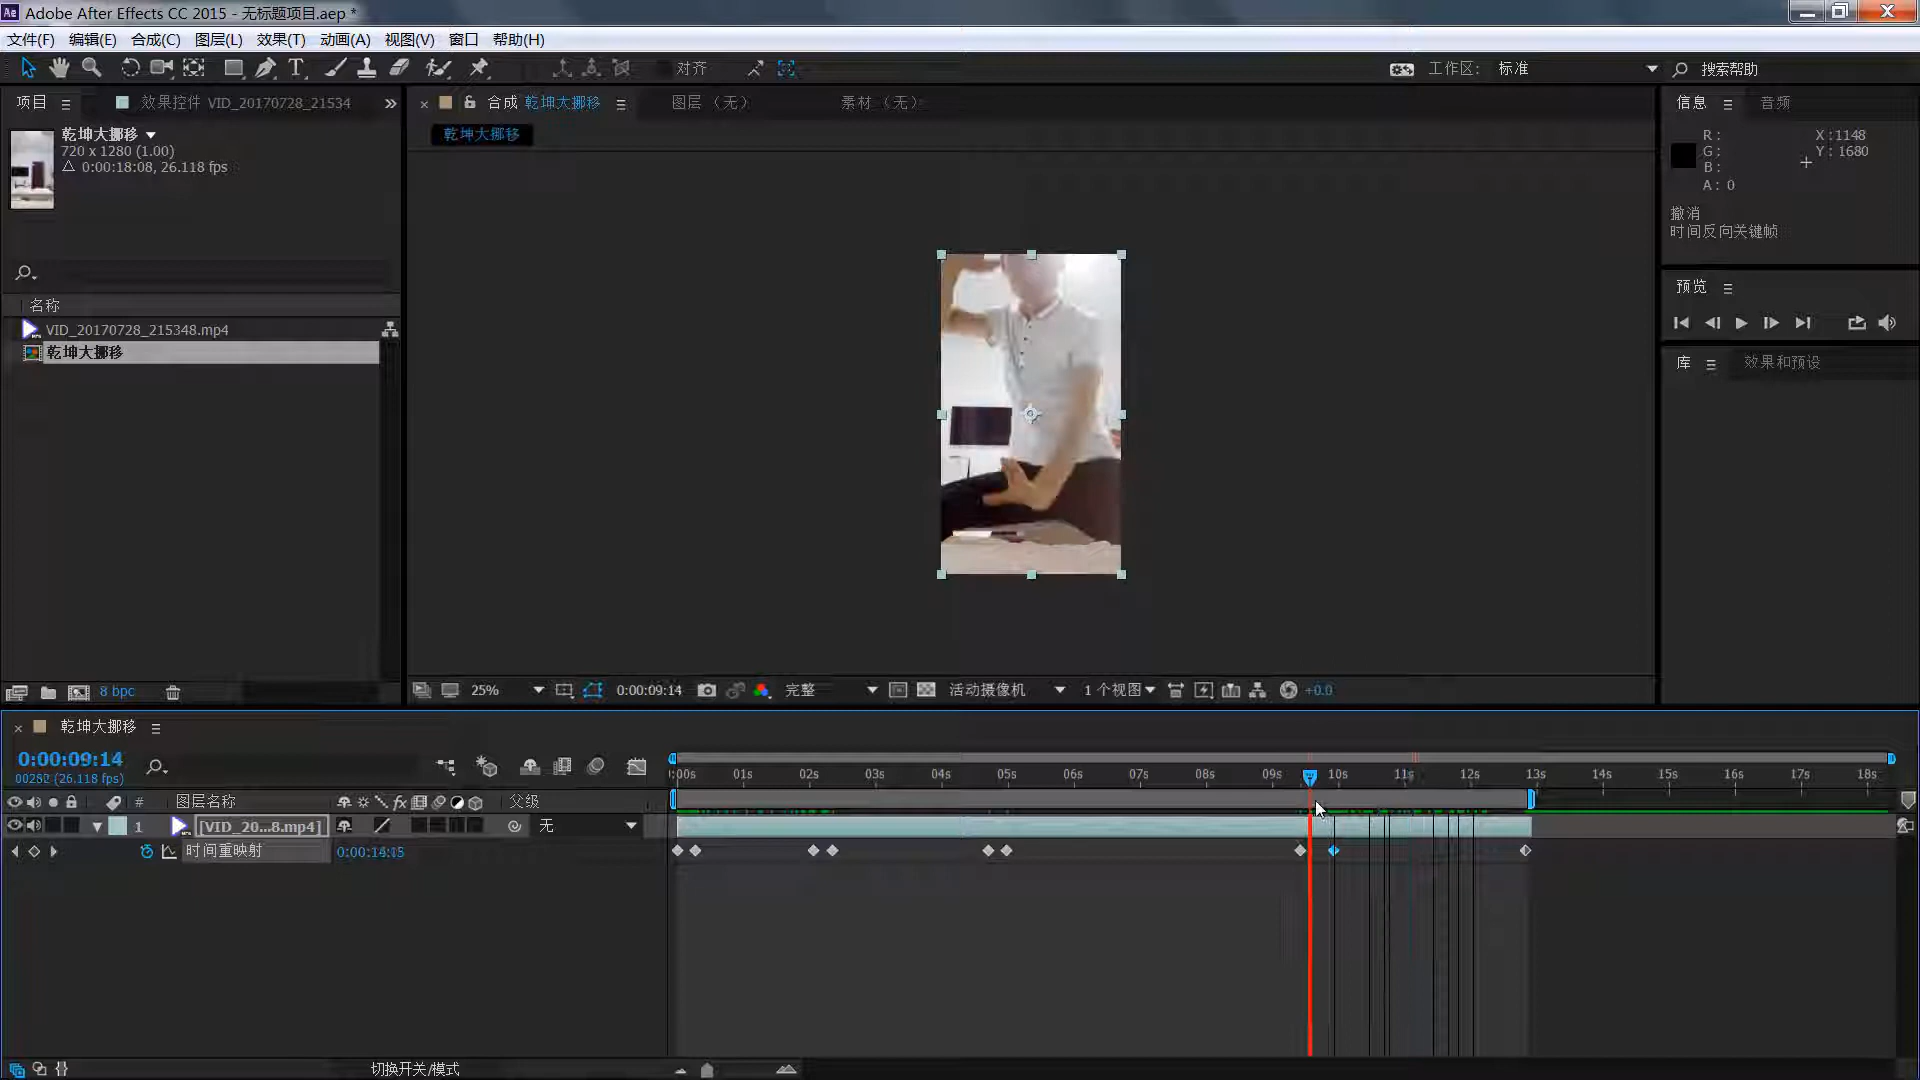 Adobe After Effects CC 2015 - 无标题项目.aep *
文件(F) 编辑(E) 合成(C) 图层(L) 效果(T) 动画(A) 视图(V) 窗口 帮助(H)
对齐 工作区: 标准 搜索帮助
项目 效果控件 VID_20170728_21534
合成 乾坤大挪移 图层 (无) 素材 (无)
信息 音频
乾坤大挪移
720 x 1280 (1.00)
Δ 0:00:18:08, 26.118 fps
乾坤大挪移
R :
G :
B :
A : 0
X : 1148
Y : 1680
撤消
时间反向关键帧
预览
库 效果和预设
名称
VID_20170728_215348.mp4
乾坤大挪移
8 bpc
25% 0:00:09:14 完整 活动摄像机 1 个视图 +0.0
乾坤大挪移
0:00:09:14
(26.118 fps)
# 图层名称 fx 父级
:00s 01s 02s 03s 04s 05s 06s 07s 08s 09s 10s 11s 12s 13s 14s 15s 16s 17s 18s
1 [VID_20...8.mp4] 无
时间重映射
切换开关/模式